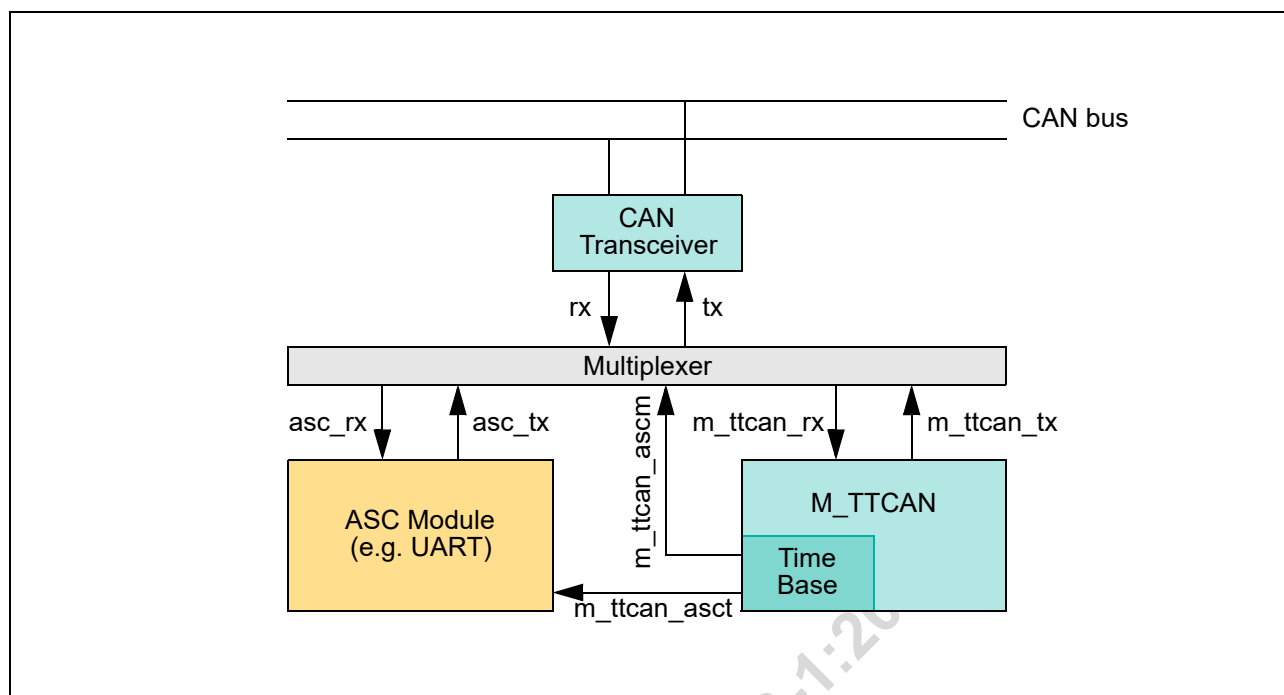 CAN bus
CAN
Transceiver
rx
tx
Multiplexer
asc_rx
asc_tx
m_ttcan_ascm
m_ttcan_rx
m_ttcan_tx
ASC Module
(e.g. UART)
M_TTCAN
Time
Base
m_ttcan_asct